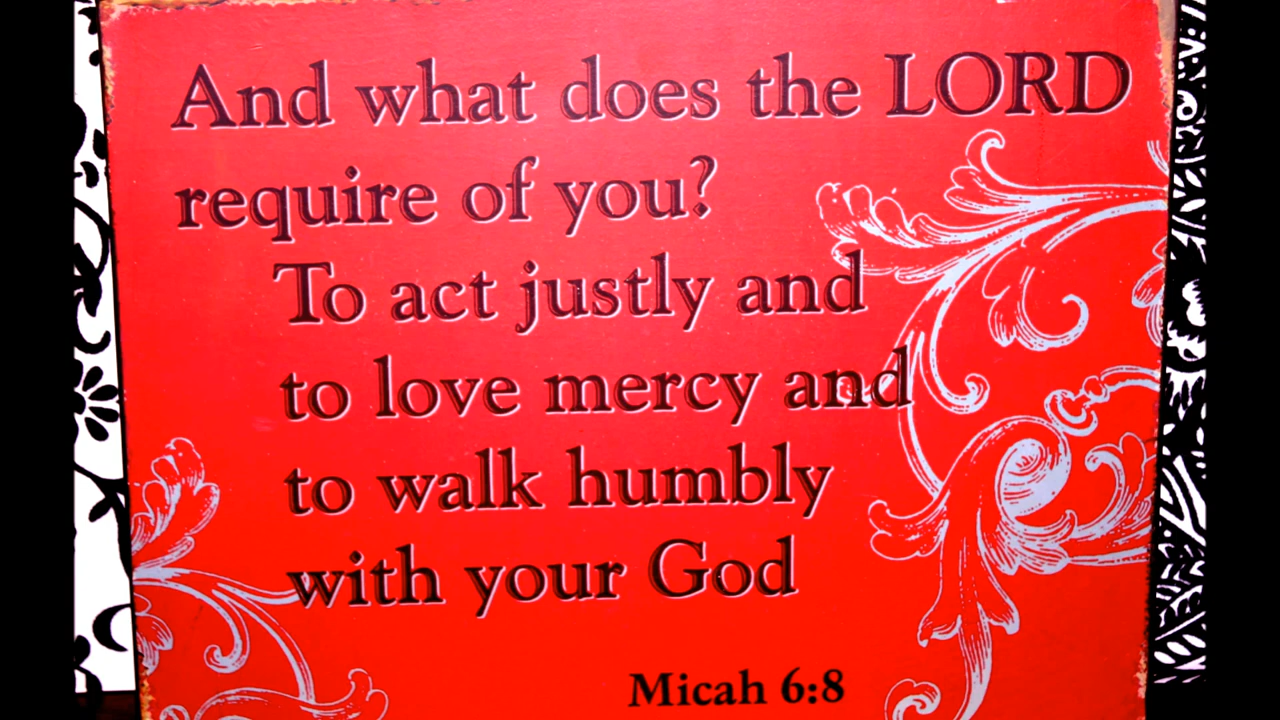 And what does the LORD
require of you?
To act justly and
to love mercy and
to walk humbly
with your God
Micah 6:8